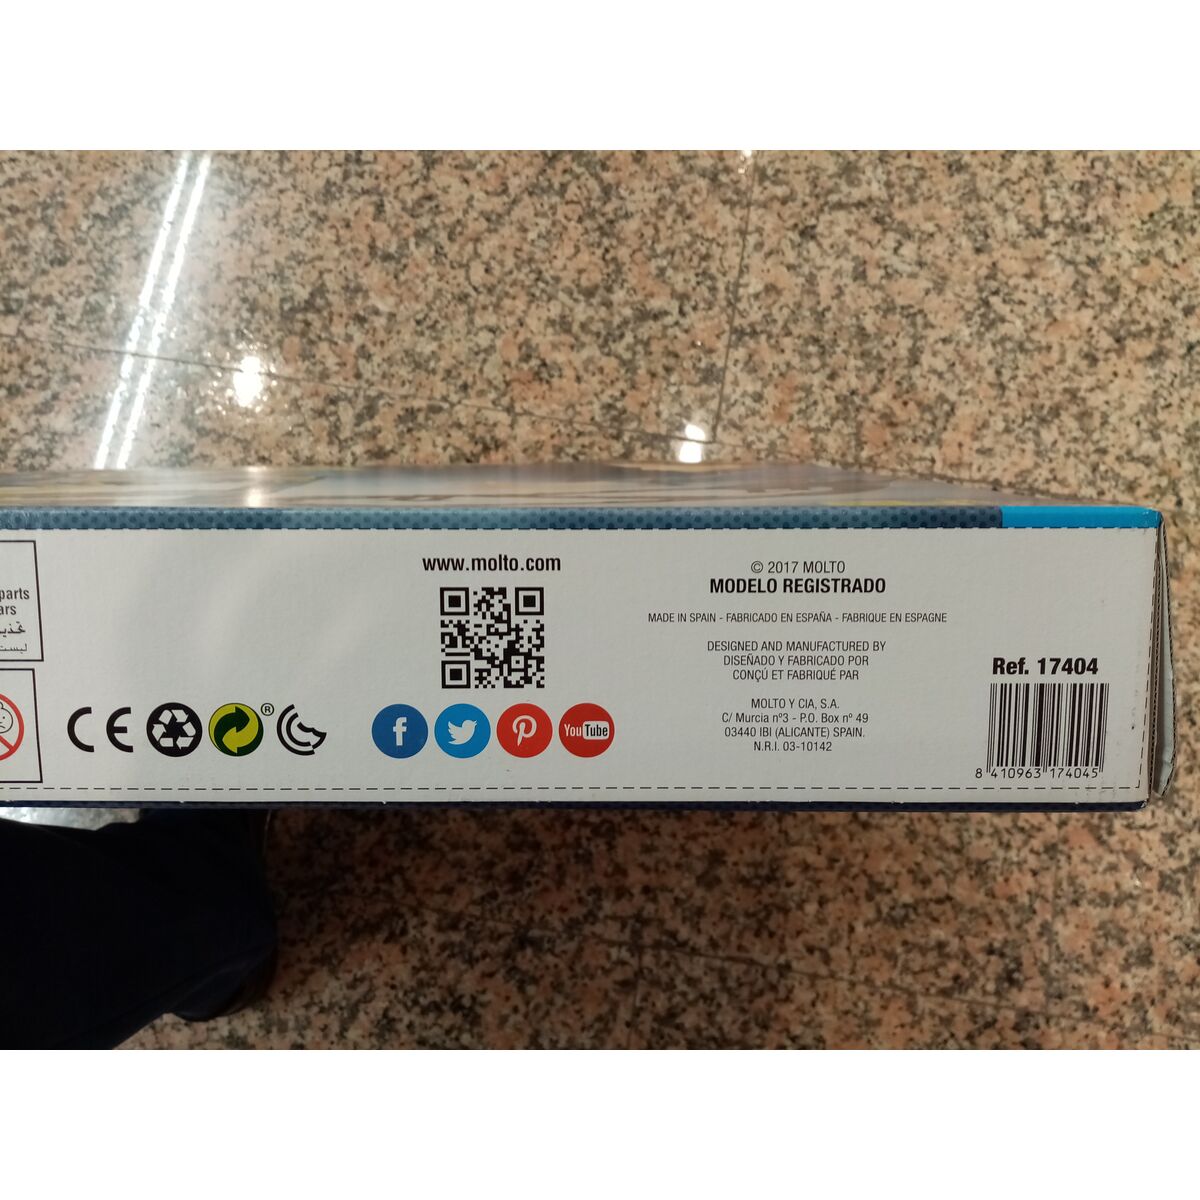 parts
ars
www.molto.com
CE
®
f
YouTube
© 2017 MOLTO
MODELO REGISTRADO
MADE IN SPAIN - FABRICADO EN ESPAÑA - FABRIQUE EN ESPAGNE
DESIGNED AND MANUFACTURED BY
DISEÑADO Y FABRICADO POR
CONÇU ET FABRIQUÉ PAR
MOLTO Y CIA, S.A.
C/ Murcia nº3 - P.O. Box nº 49
03440 IBI (ALICANTE) SPAIN.
N.R.I. 03-10142
Ref. 17404
8 410963 174045